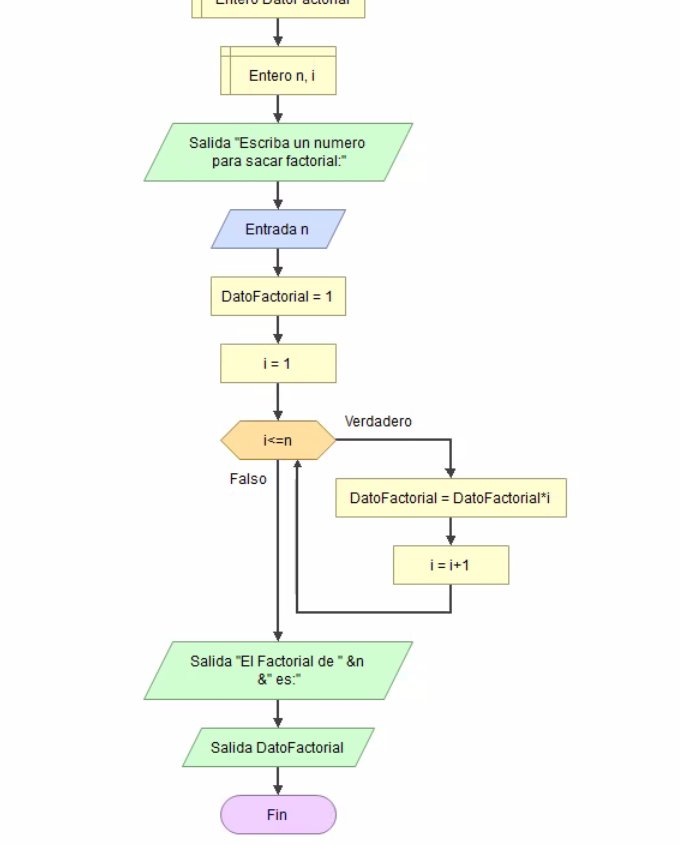 Entero DatoFactorial
Entero n, i
Salida "Escriba un numero
para sacar factorial:"
Entrada n
DatoFactorial = 1
i = 1
Verdadero
i<=n
Falso
DatoFactorial = DatoFactorial*i
i = i+1
Salida "El Factorial de " &n
&" es:"
Salida DatoFactorial
Fin